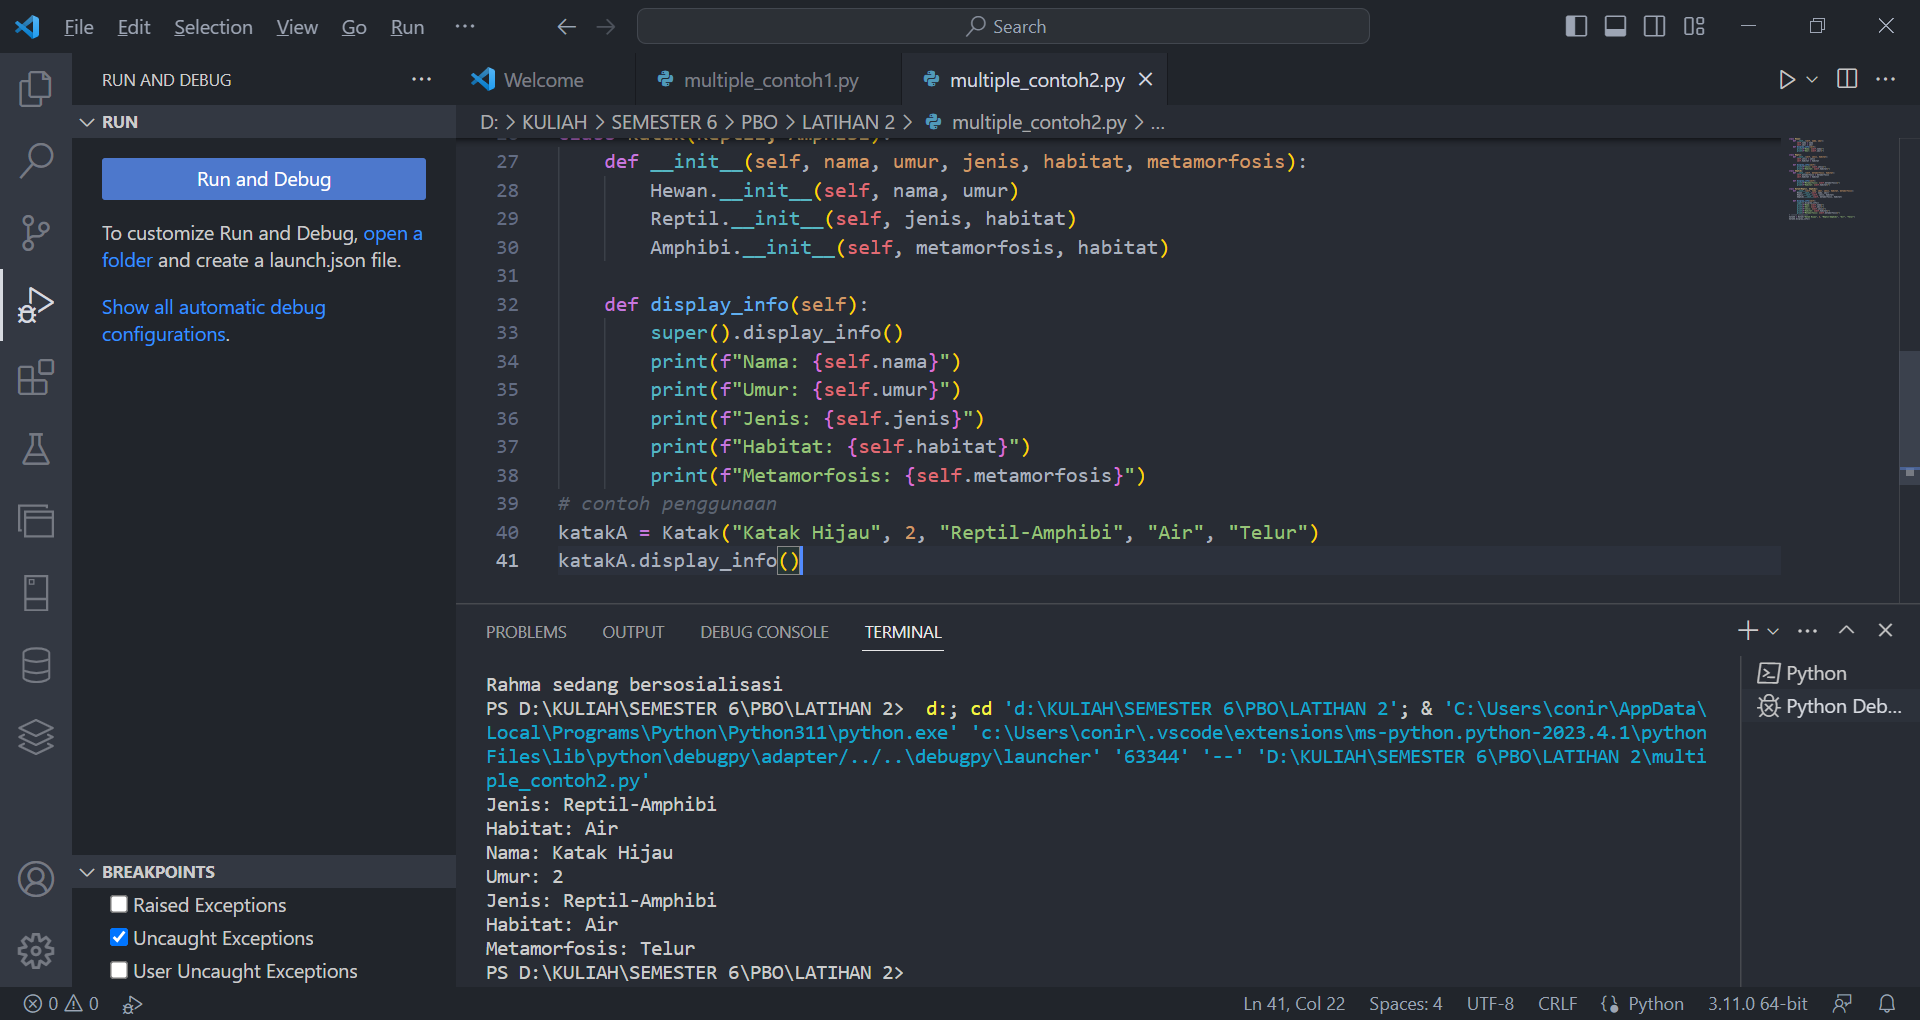 File Edit Selection View Go Run ··· Search
RUN AND DEBUG ···
Welcome multiple_contoh1.py multiple_contoh2.py
RUN
D: > KULIAH > SEMESTER 6 > PBO > LATIHAN 2 > multiple_contoh2.py > ...
Run and Debug
To customize Run and Debug, open a
folder and create a launch.json file.
Show all automatic debug
configurations.
27 def __init__(self, nama, umur, jenis, habitat, metamorfosis):
28 Hewan.__init__(self, nama, umur)
29 Reptil.__init__(self, jenis, habitat)
30 Amphibi.__init__(self, metamorfosis, habitat)
31
32 def display_info(self):
33 super().display_info()
34 print(f"Nama: {self.nama}")
35 print(f"Umur: {self.umur}")
36 print(f"Jenis: {self.jenis}")
37 print(f"Habitat: {self.habitat}")
38 print(f"Metamorfosis: {self.metamorfosis}")
39 # contoh penggunaan
40 katakA = Katak("Katak Hijau", 2, "Reptil-Amphibi", "Air", "Telur")
41 katakA.display_info()
PROBLEMS OUTPUT DEBUG CONSOLE TERMINAL
Rahma sedang bersosialisasi
PS D:\KULIAH\SEMESTER 6\PBO\LATIHAN 2>  d:; cd 'd:\KULIAH\SEMESTER 6\PBO\LATIHAN 2'; & 'C:\Users\conir\AppData\
Local\Programs\Python\Python311\python.exe' 'c:\Users\conir\.vscode\extensions\ms-python.python-2023.4.1\python
Files\lib\python\debugpy\adapter/../..\debugpy\launcher' '63344' '--' 'D:\KULIAH\SEMESTER 6\PBO\LATIHAN 2\multi
ple_contoh2.py'
Jenis: Reptil-Amphibi
Habitat: Air
Nama: Katak Hijau
Umur: 2
Jenis: Reptil-Amphibi
Habitat: Air
Metamorfosis: Telur
PS D:\KULIAH\SEMESTER 6\PBO\LATIHAN 2>
Python
Python Deb...
BREAKPOINTS
Raised Exceptions
Uncaught Exceptions
User Uncaught Exceptions
0 0 Ln 41, Col 22 Spaces: 4 UTF-8 CRLF Python 3.11.0 64-bit